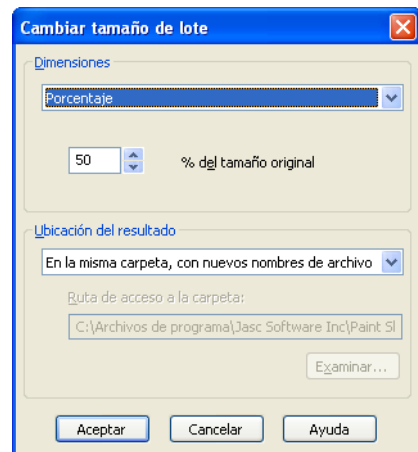 Cambiar tamaño de lote
Dimensiones
Porcentaje
50 % del tamaño original
Ubicación del resultado
En la misma carpeta, con nuevos nombres de archivo
Ruta de acceso a la carpeta:
C:\Archivos de programa\Jasc Software Inc\Paint Sl
Examinar...
Aceptar Cancelar Ayuda